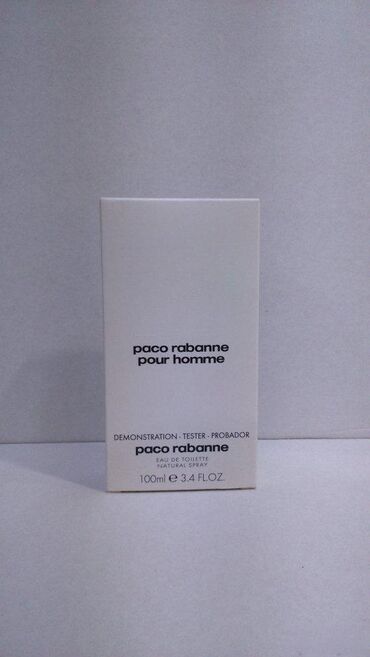 paco rabanne
pour homme
DEMONSTRATION - TESTER - PROBADOR
paco rabanne
EAU DE TOILETTE
NATURAL SPRAY
100ml ℮ 3.4 FL.OZ.